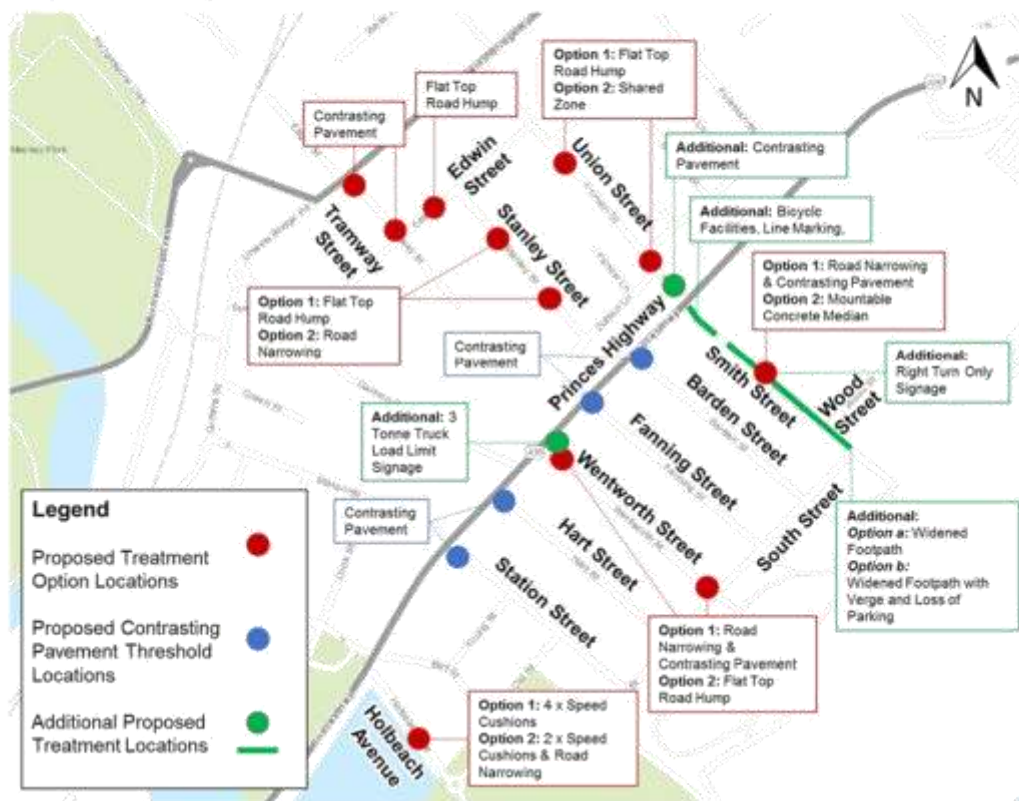 Option 1: Flat Top
Road Hump
Option 2: Shared
Zone
Flat Top
Road Hump
Contrasting
Pavement
N
Additional: Contrasting
Pavement
Edwin
Street
Union
Street
Additional: Bicycle
Facilities, Line Marking,
Tramway
Street
Stanley
Street
Option 1: Road Narrowing
& Contrasting Pavement
Option 2: Mountable
Concrete Median
Option 1: Flat Top
Road Hump
Option 2: Road
Narrowing
Princes Highway
Contrasting
Pavement
Smith Street
Wood
Street
Additional:
Right Turn Only
Signage
Barden Street
Additional: 3
Tonne Truck
Load Limit
Signage
Fanning Street
Wentworth Street
Contrasting
Pavement
Hart Street
South Street
Additional:
Option a: Widened
Footpath
Option b:
Widened Footpath with
Verge and Loss of
Parking
Station Street
Legend
Proposed Treatment
Option Locations
Proposed Contrasting
Pavement Threshold
Locations
Additional Proposed
Treatment Locations
Option 1: Road
Narrowing &
Contrasting Pavement
Option 2: Flat Top
Road Hump
Option 1: 4 x Speed
Cushions
Option 2: 2 x Speed
Cushions & Road
Narrowing
Holbeach
Avenue